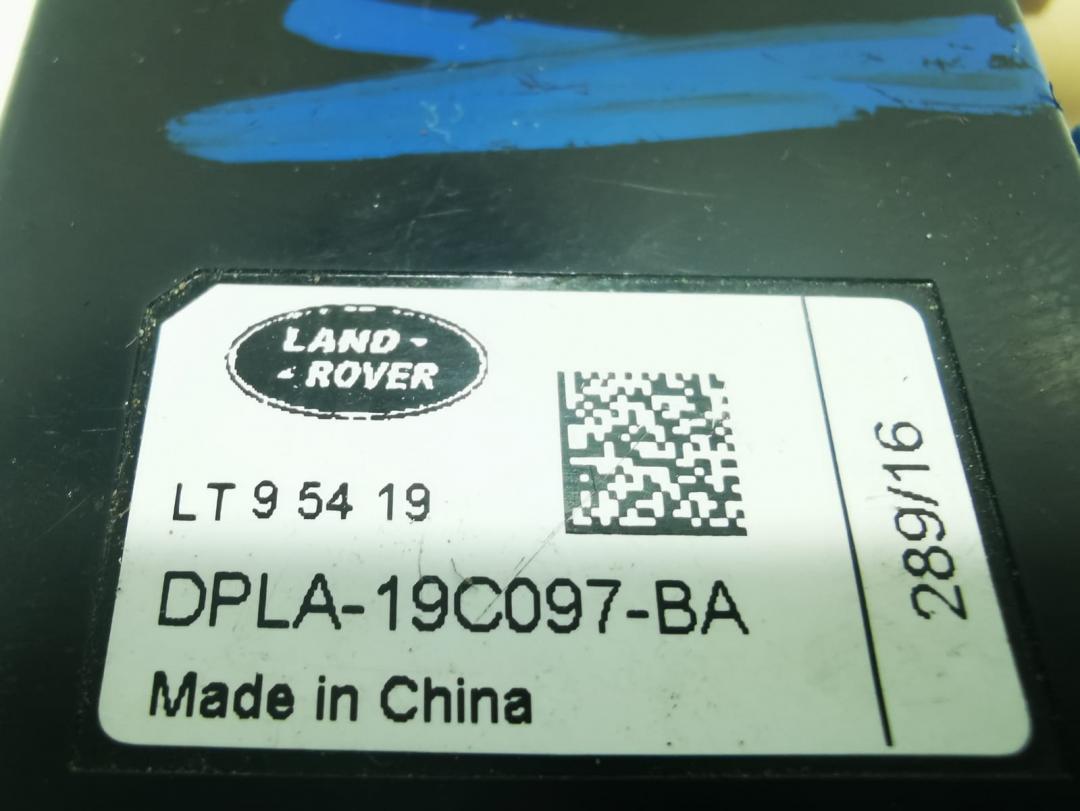 LAND-
-ROVER
LT 9 54 19
DPLA-19C097-BA
Made in China
289/16